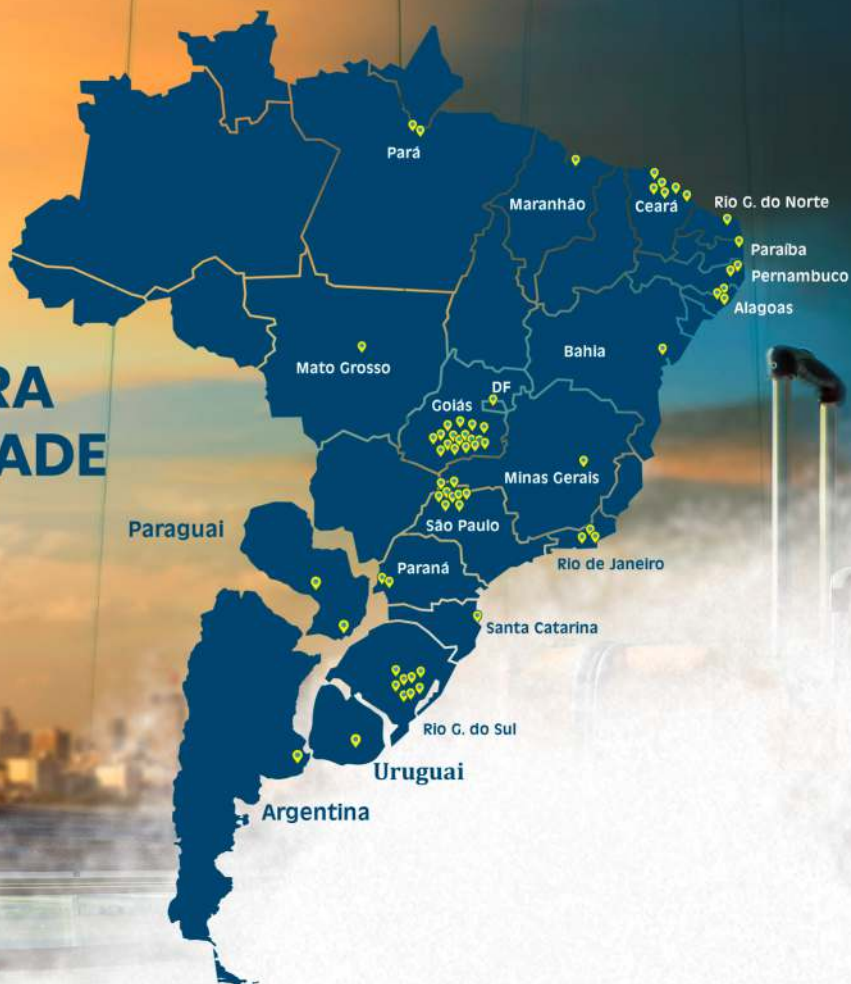 Pará
Maranhão
Ceará
Rio G. do Norte
Paraíba
Pernambuco
Alagoas
Mato Grosso
Bahia
DF
Goiás
RA
ADE
Minas Gerais
São Paulo
Paraguai
Rio de Janeiro
Paraná
Santa Catarina
Rio G. do Sul
Uruguai
Argentina